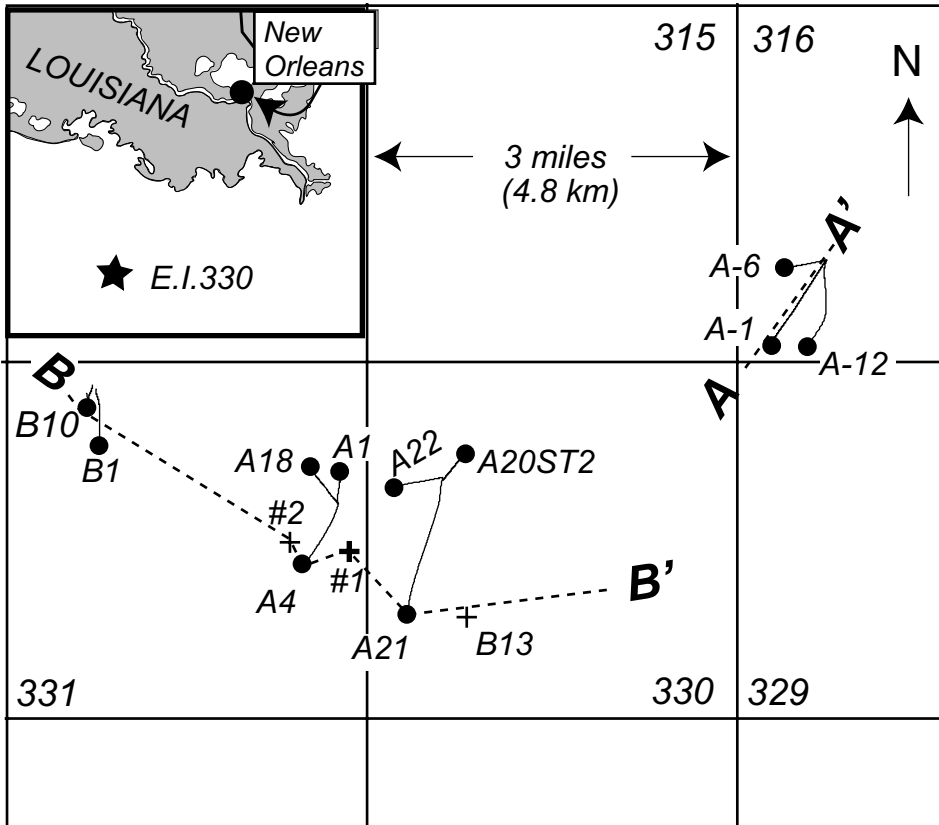 New
Orleans
LOUISIANA
E.I.330
315
316
N
3 miles
(4.8 km)
A-6
A'
A-1
A-12
A
B
B10
B1
A18
A1
A22
A20ST2
#2
#1
A4
B'
A21
B13
331
330
329